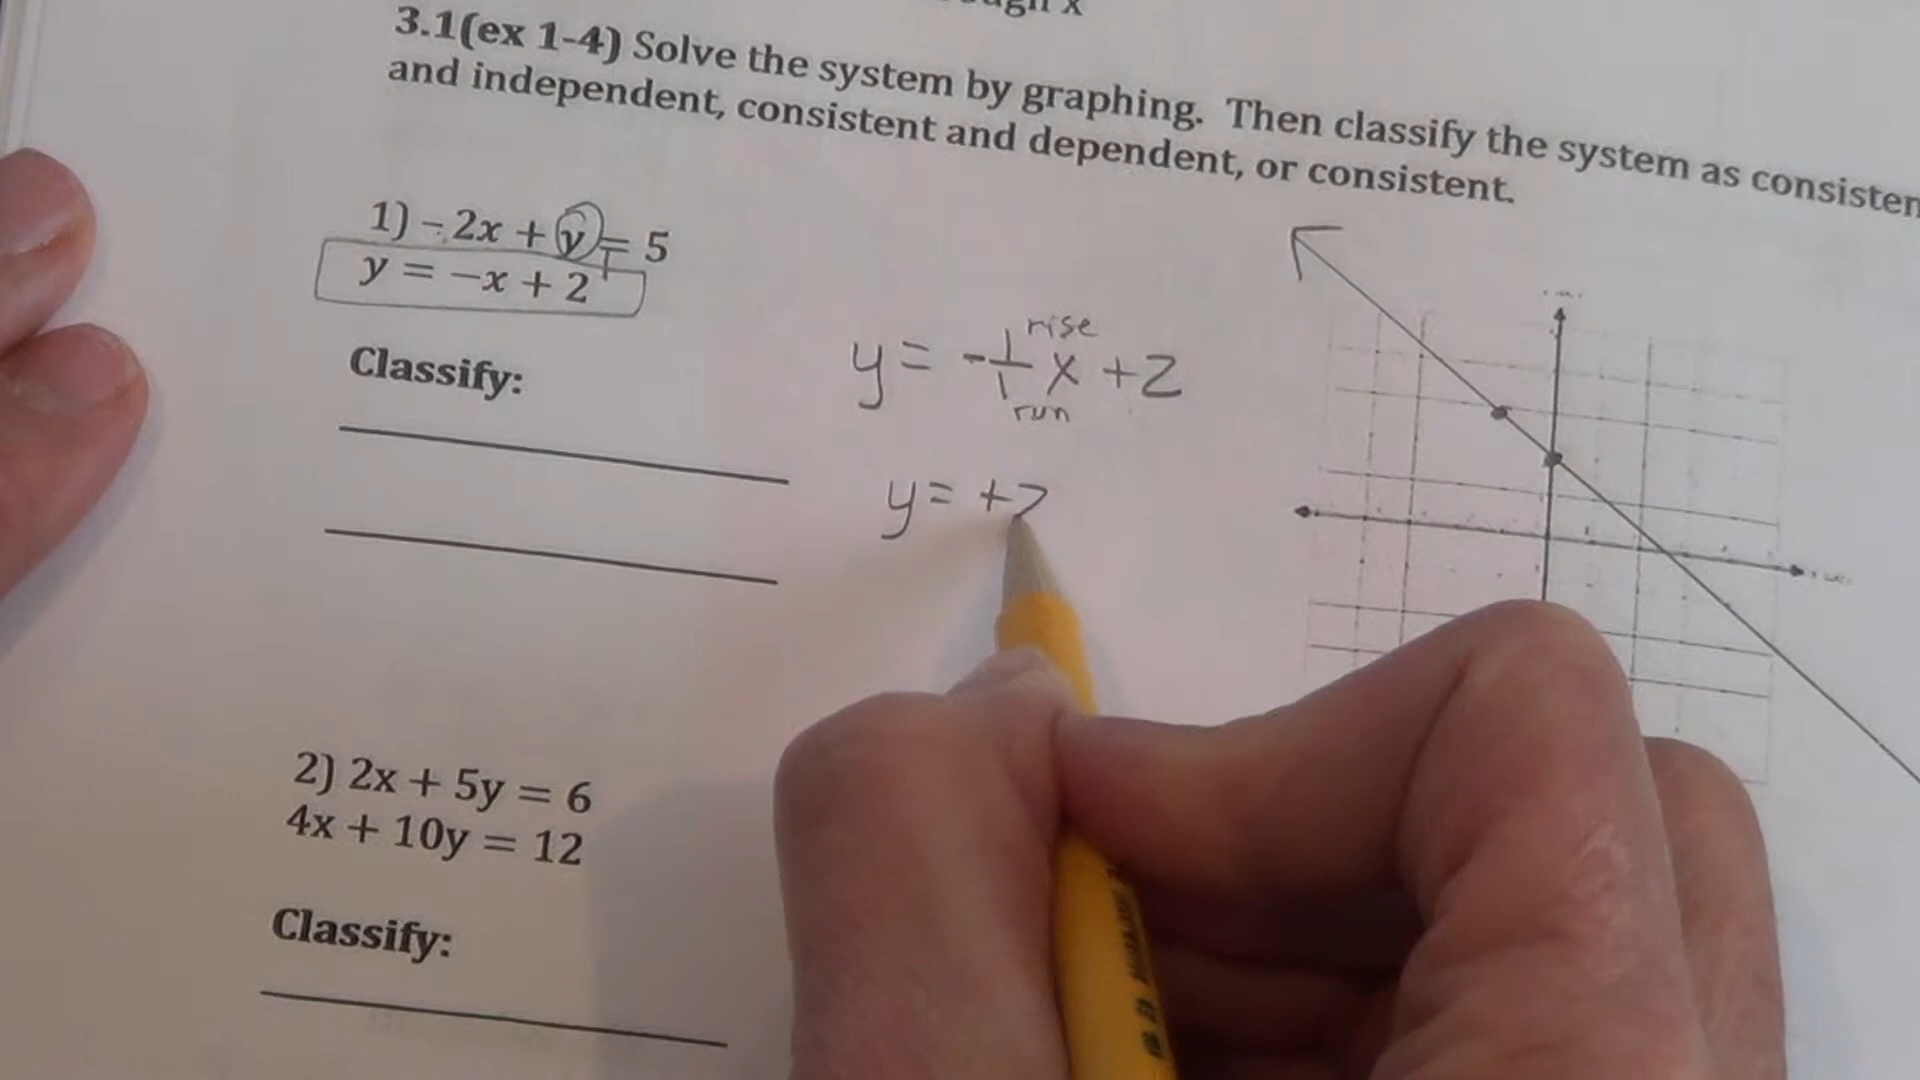 3.1(ex 1-4) Solve the system by graphing. Then classify the system as consisten
and independent, consistent and dependent, or consistent.
1) -2x + y = 5
y = -x + 2
Classify:
rise
y = -1/1 x + 2
run
y = +2
2) 2x + 5y = 6
4x + 10y = 12
Classify: